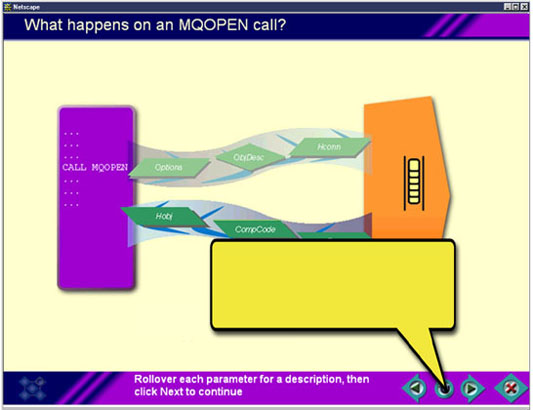 Netscape
What happens on an MQOPEN call?
...
...
...
CALL MQOPEN
...
...
...
Options
ObjDesc
Hconn
Hobj
CompCode
Rollover each parameter for a description, then
click Next to continue